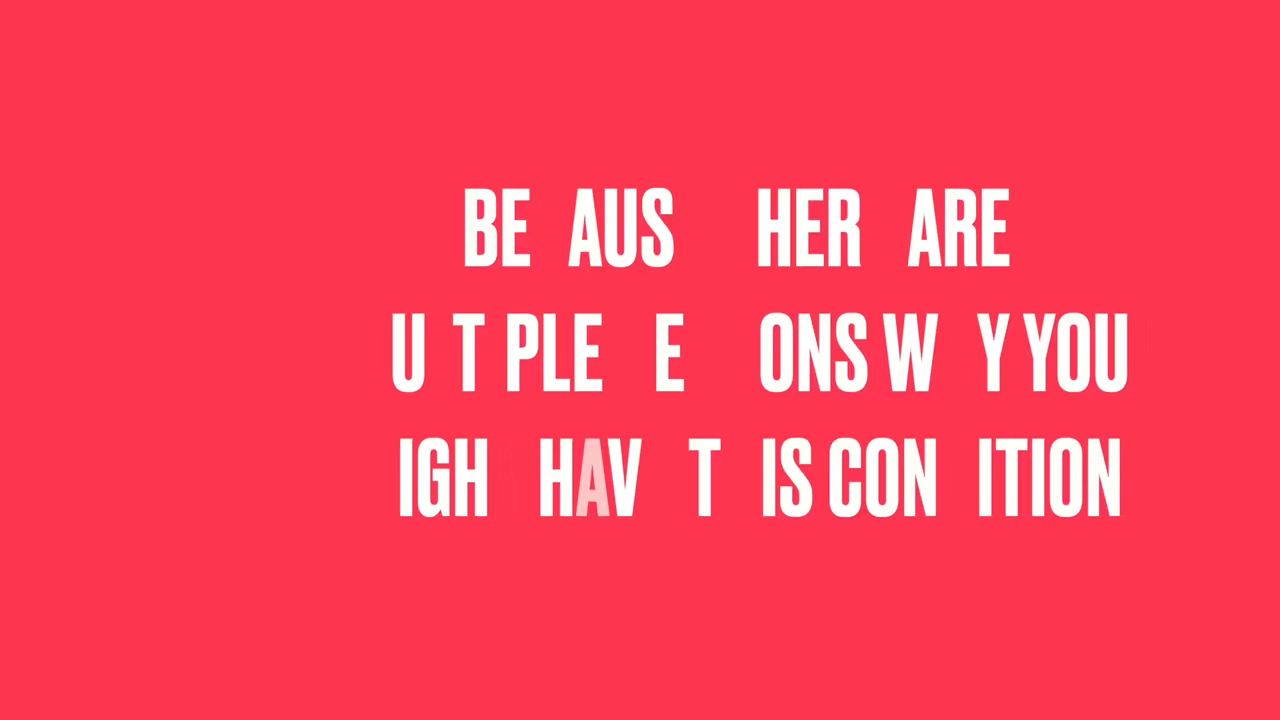 BE AUS HER ARE
U T PLE E ONS W Y YOU
IGH HAV T IS CON ITION